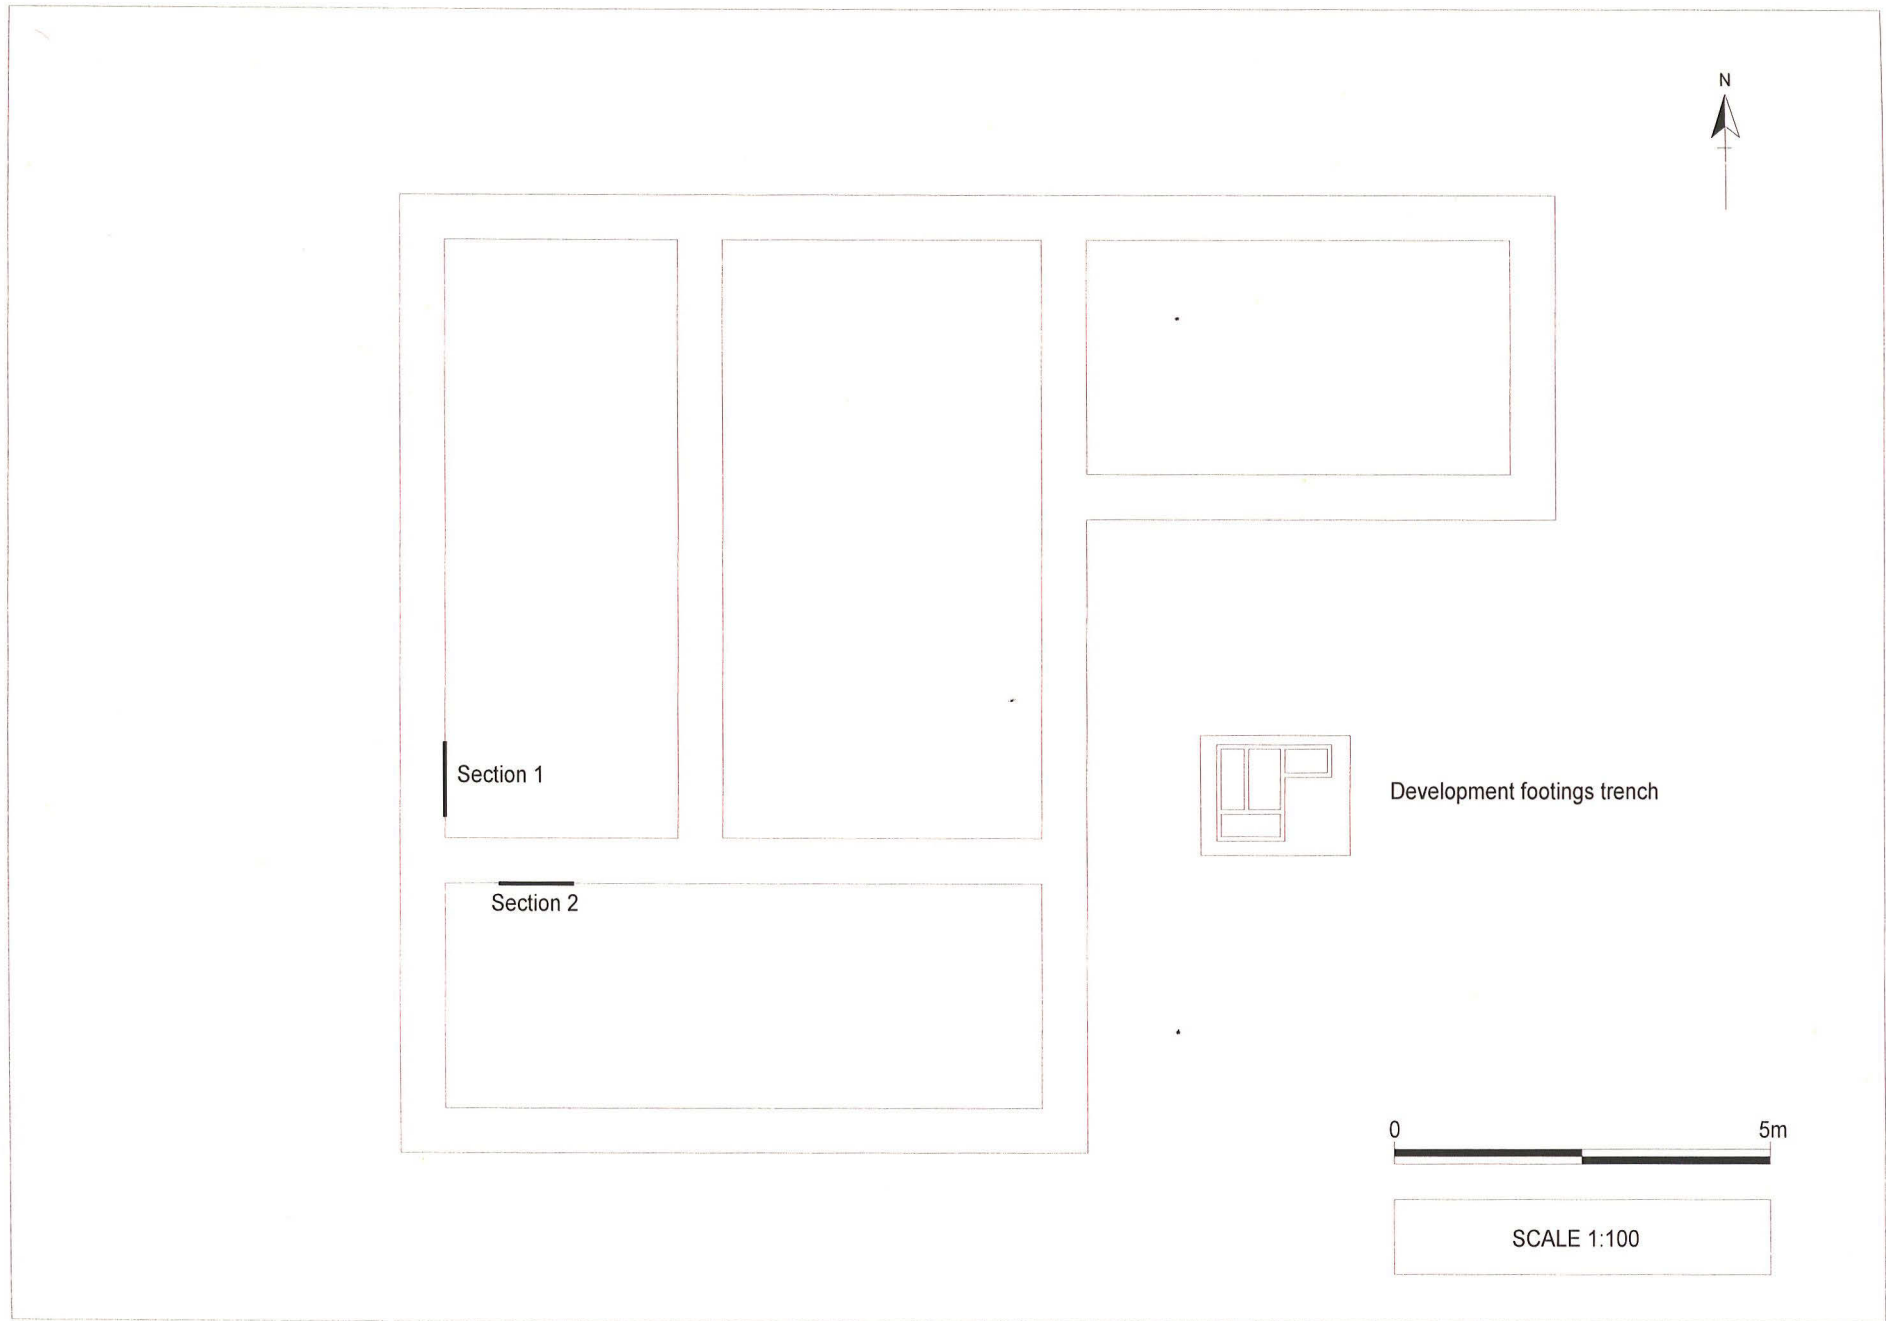 N
Section 1
Development footings trench
Section 2
0 5m
SCALE 1:100